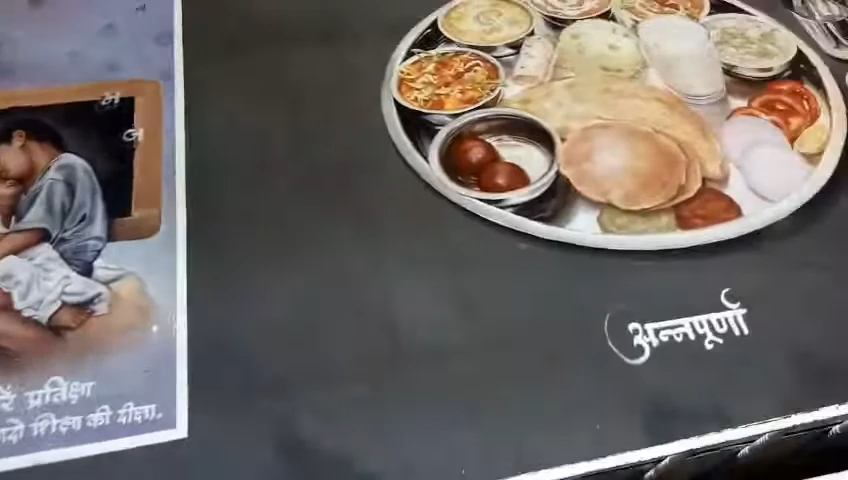 म
ज
रें प्रतिक्षा
शिक्षा की दीक्षा.
अन्नपूर्णा